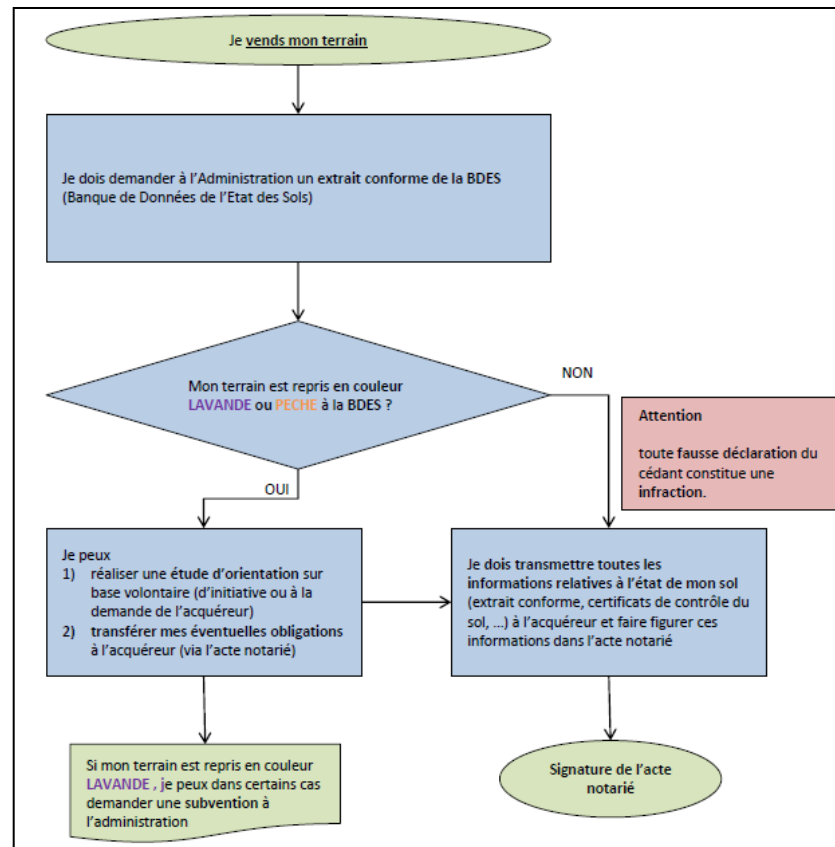 Je vends mon terrain
Je dois demander à l’Administration un extrait conforme de la BDES
(Banque de Données de l’Etat des Sols)
Mon terrain est repris en couleur
LAVANDE ou PECHE à la BDES ?
NON
Attention
toute fausse déclaration du
cédant constitue une
infraction.
OUI
Je peux
1) réaliser une étude d’orientation sur
base volontaire (d’initiative ou à la
demande de l’acquéreur)
2) transférer mes éventuelles obligations
à l’acquéreur (via l’acte notarié)
Je dois transmettre toutes les
informations relatives à l’état de mon sol
(extrait conforme, certificats de contrôle du
sol, …) à l’acquéreur et faire figurer ces
informations dans l’acte notarié
Si mon terrain est repris en couleur
LAVANDE , je peux dans certains cas
demander une subvention à
l’administration
Signature de l’acte
notarié